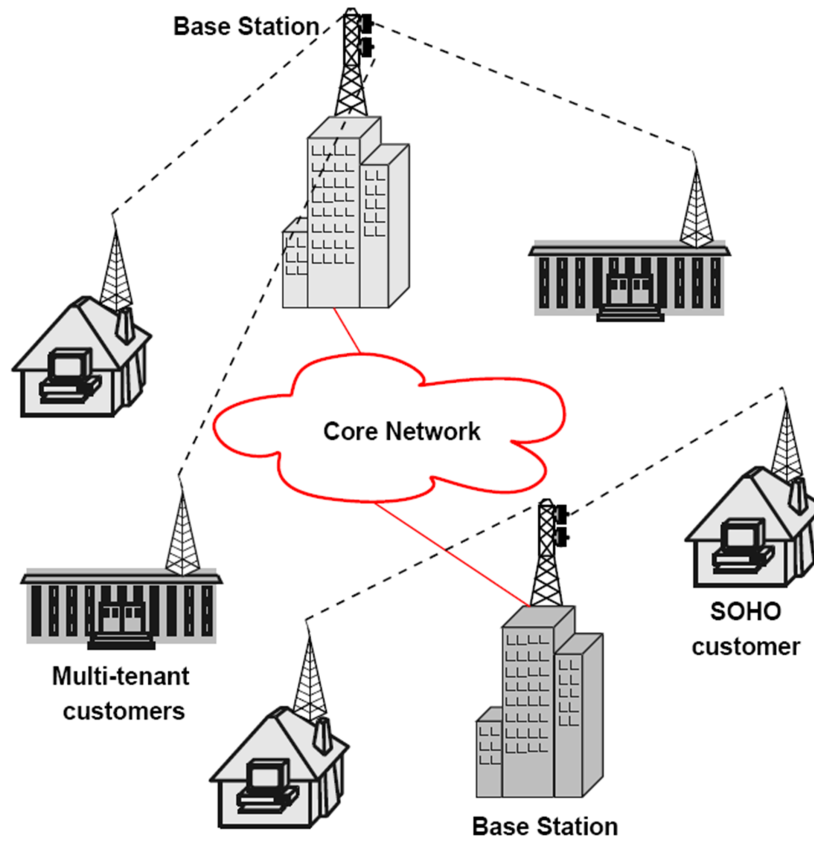 Base Station
Core Network
SOHO
customer
Multi-tenant
customers
Base Station